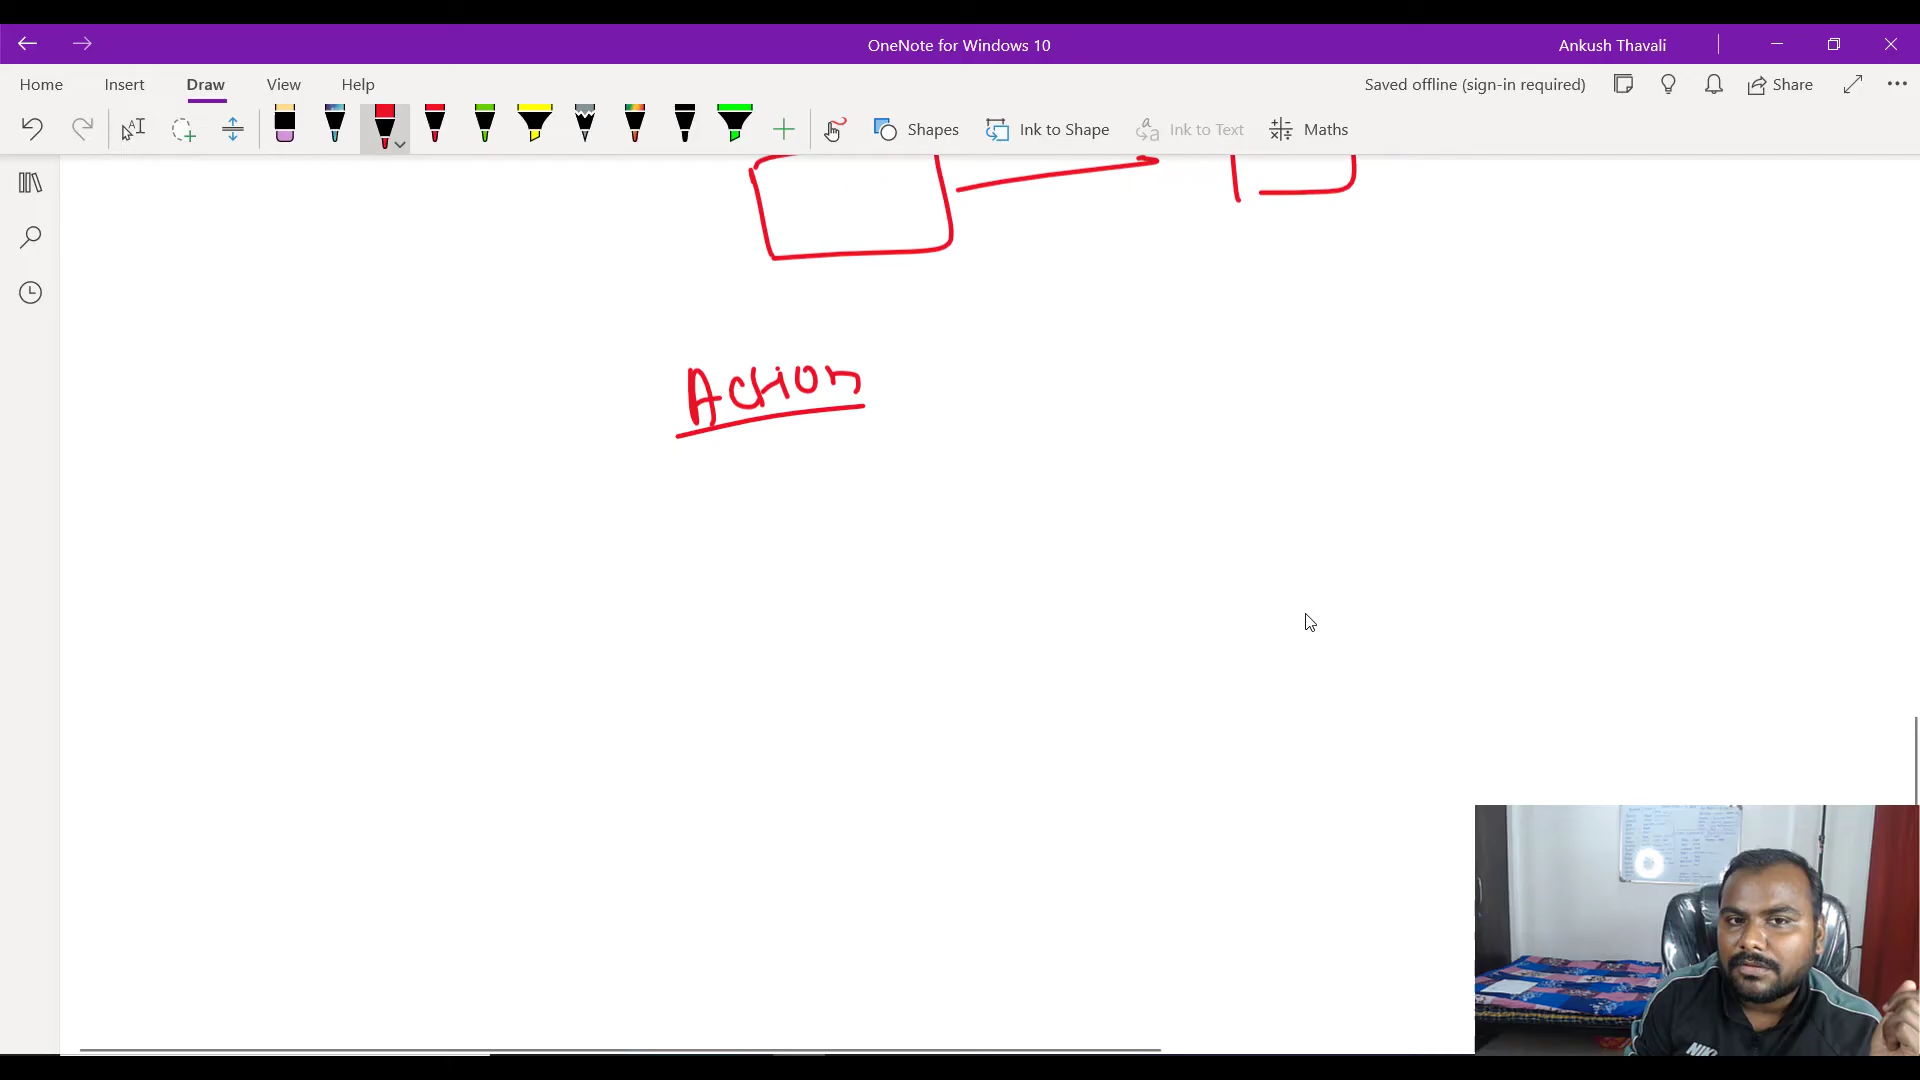 OneNote for Windows 10
Ankush Thavali
Home Insert Draw View Help
Saved offline (sign-in required)
Share
Shapes
Ink to Shape
Ink to Text
Maths
Action